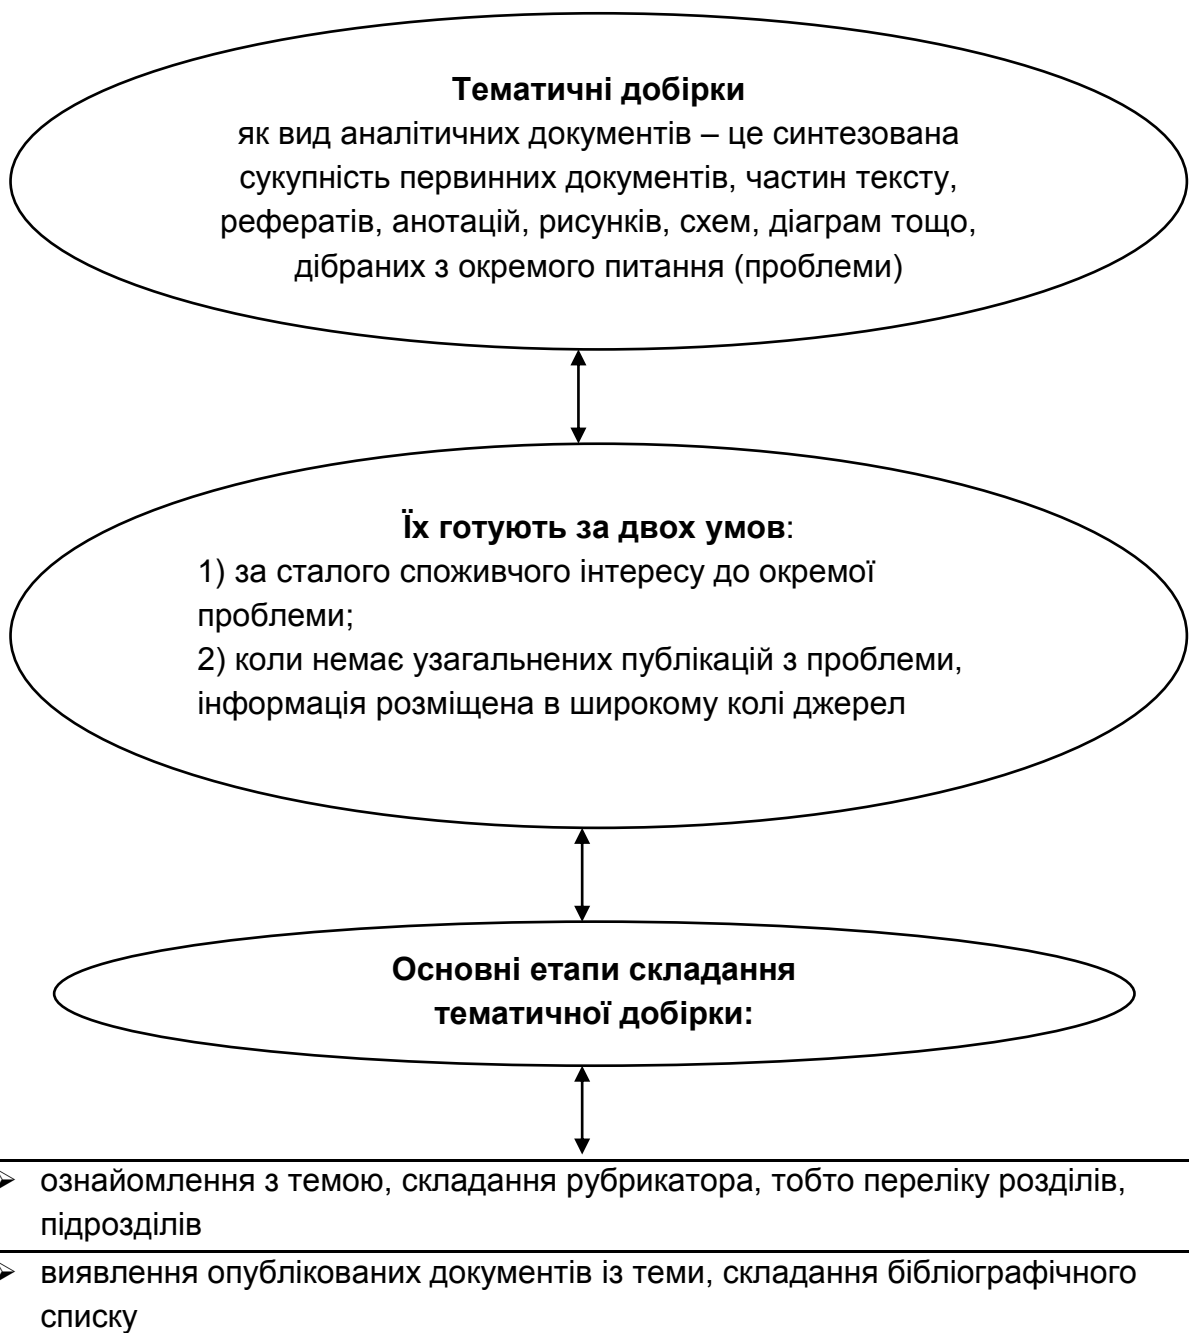 Тематичні добірки
як вид аналітичних документів – це синтезована
сукупність первинних документів, частин тексту,
рефератів, анотацій, рисунків, схем, діаграм тощо,
дібраних з окремого питання (проблеми)
Їх готують за двох умов:
1) за сталого споживчого інтересу до окремої
проблеми;
2) коли немає узагальнених публікацій з проблеми,
інформація розміщена в широкому колі джерел
Основні етапи складання
тематичної добірки:
ознайомлення з темою, складання рубрикатора, тобто переліку розділів,
підрозділів
виявлення опублікованих документів із теми, складання бібліографічного
списку